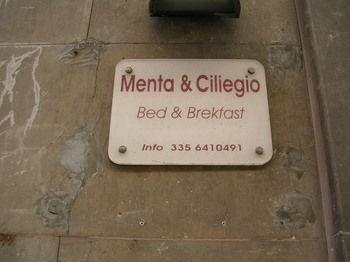 Menta & Ciliegio
Bed & Brekfast
Info 335 6410491